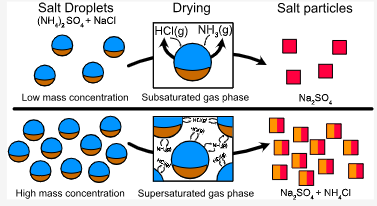 Salt Droplets
(NH4)2SO4 + NaCl
Drying
Salt particles
HCl(g)
NH3(g)
Low mass concentration
Subsaturated gas phase
Na2SO4
HCl(g)
High mass concentration
Supersaturated gas phase
Na2SO4 + NH4Cl